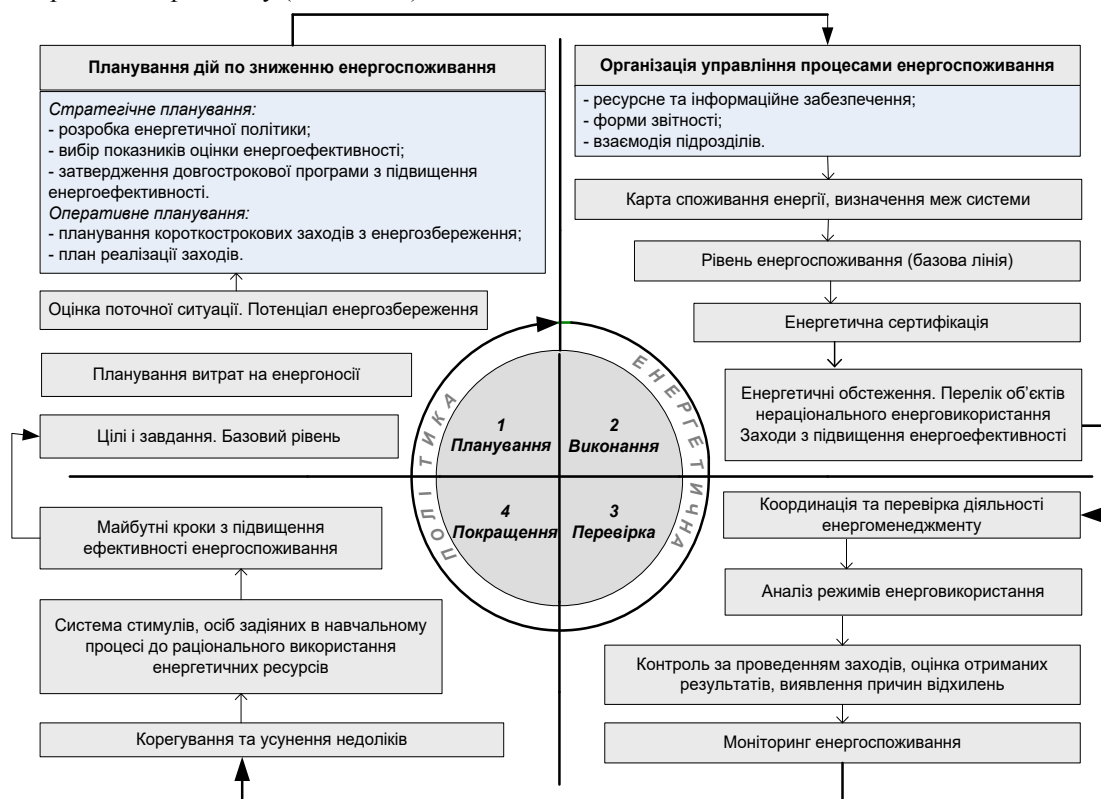 Планування дій по зниженню енергоспоживання
Стратегічне планування:
- розробка енергетичної політики;
- вибір показників оцінки енергоефективності;
- затвердження довгострокової програми з підвищення
енергоефективності.
Оперативне планування:
- планування короткострокових заходів з енергозбереження;
- план реалізації заходів.
Оцінка поточної ситуації. Потенціал енергозбереження
Планування витрат на енергоносії
Цілі і завдання. Базовий рівень
Організація управління процесами енергоспоживання
- ресурсне та інформаційне забезпечення;
- форми звітності;
- взаємодія підрозділів.
Карта споживання енергії, визначення меж системи
Рівень енергоспоживання (базова лінія)
Енергетична сертифікація
Енергетичні обстеження. Перелік об’єктів
нераціонального енерговикористання
Заходи з підвищення енергоефективності
ЕНЕРГЕТИЧНА
ПОЛІТИКА
1
Планування
2
Виконання
4
Покращення
3
Перевірка
Майбутні кроки з підвищення
ефективності енергоспоживання
Система стимулів, осіб задіяних в навчальному
процесі до раціонального використання
енергетичних ресурсів
Корегування та усунення недоліків
Координація та перевірка діяльності
енергоменеджменту
Аналіз режимів енерговикористання
Контроль за проведенням заходів, оцінка отриманих
результатів, виявлення причин відхилень
Моніторинг енергоспоживання